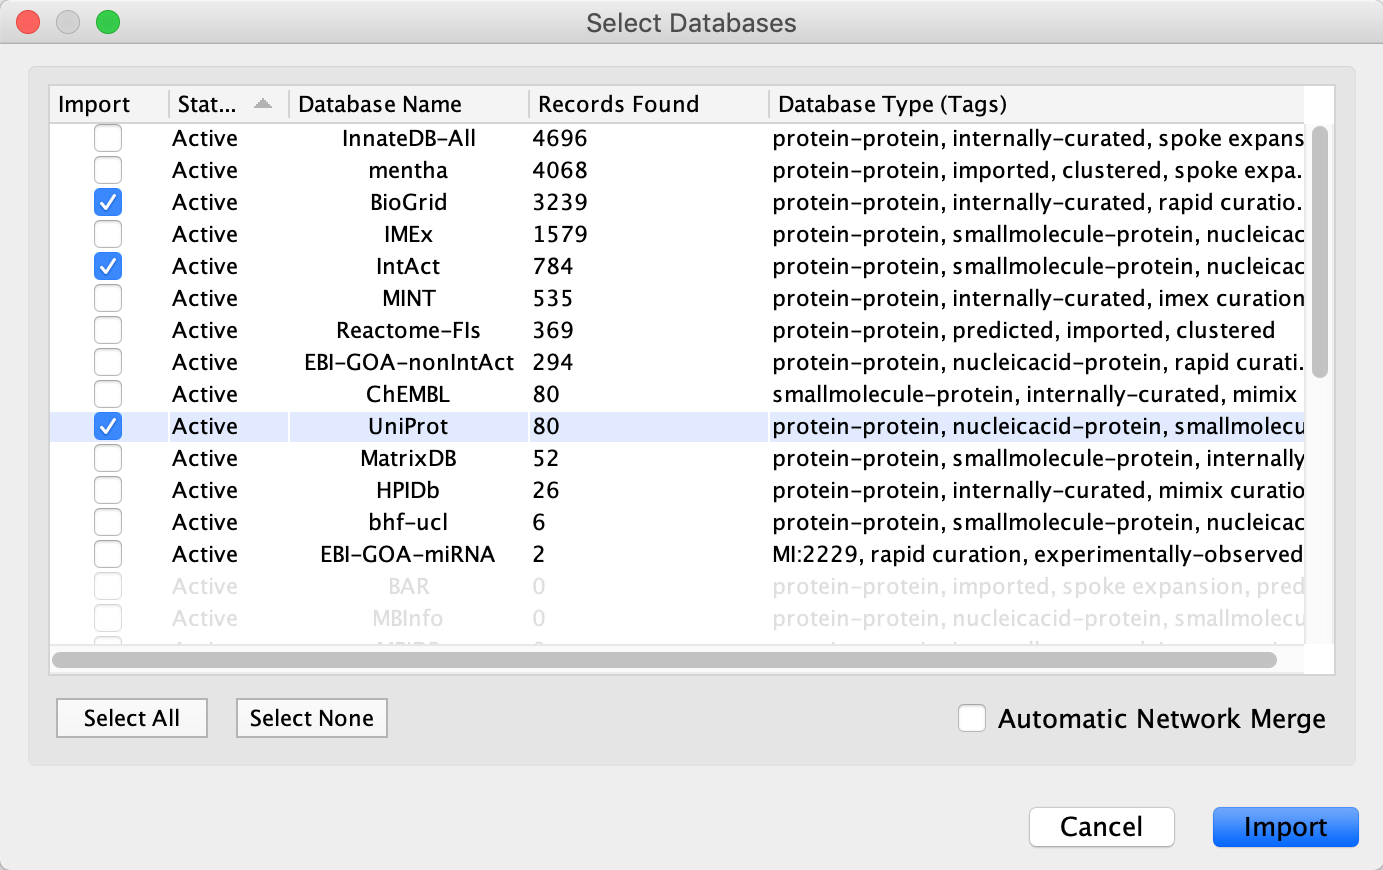 Select Databases
Import Stat... Database Name Records Found Database Type (Tags)
Active InnateDB-All 4696 protein-protein, internally-curated, spoke expans
Active mentha 4068 protein-protein, imported, clustered, spoke expa.
Active BioGrid 3239 protein-protein, internally-curated, rapid curatio.
Active IMEx 1579 protein-protein, smallmolecule-protein, nucleicac
Active IntAct 784 protein-protein, smallmolecule-protein, nucleicac
Active MINT 535 protein-protein, internally-curated, imex curation
Active Reactome-FIs 369 protein-protein, predicted, imported, clustered
Active EBI-GOA-nonIntAct 294 protein-protein, nucleicacid-protein, rapid curati.
Active ChEMBL 80 smallmolecule-protein, internally-curated, mimix
Active UniProt 80 protein-protein, nucleicacid-protein, smallmolecu
Active MatrixDB 52 protein-protein, smallmolecule-protein, internally
Active HPIDb 26 protein-protein, internally-curated, mimix curatio
Active bhf-ucl 6 protein-protein, smallmolecule-protein, nucleicac
Active EBI-GOA-miRNA 2 MI:2229, rapid curation, experimentally-observed
Active BAR 0 protein-protein, imported, spoke expansion, pred
Active MBInfo 0 protein-protein, nucleicacid-protein, smallmolecu
Select All Select None Automatic Network Merge
Cancel Import